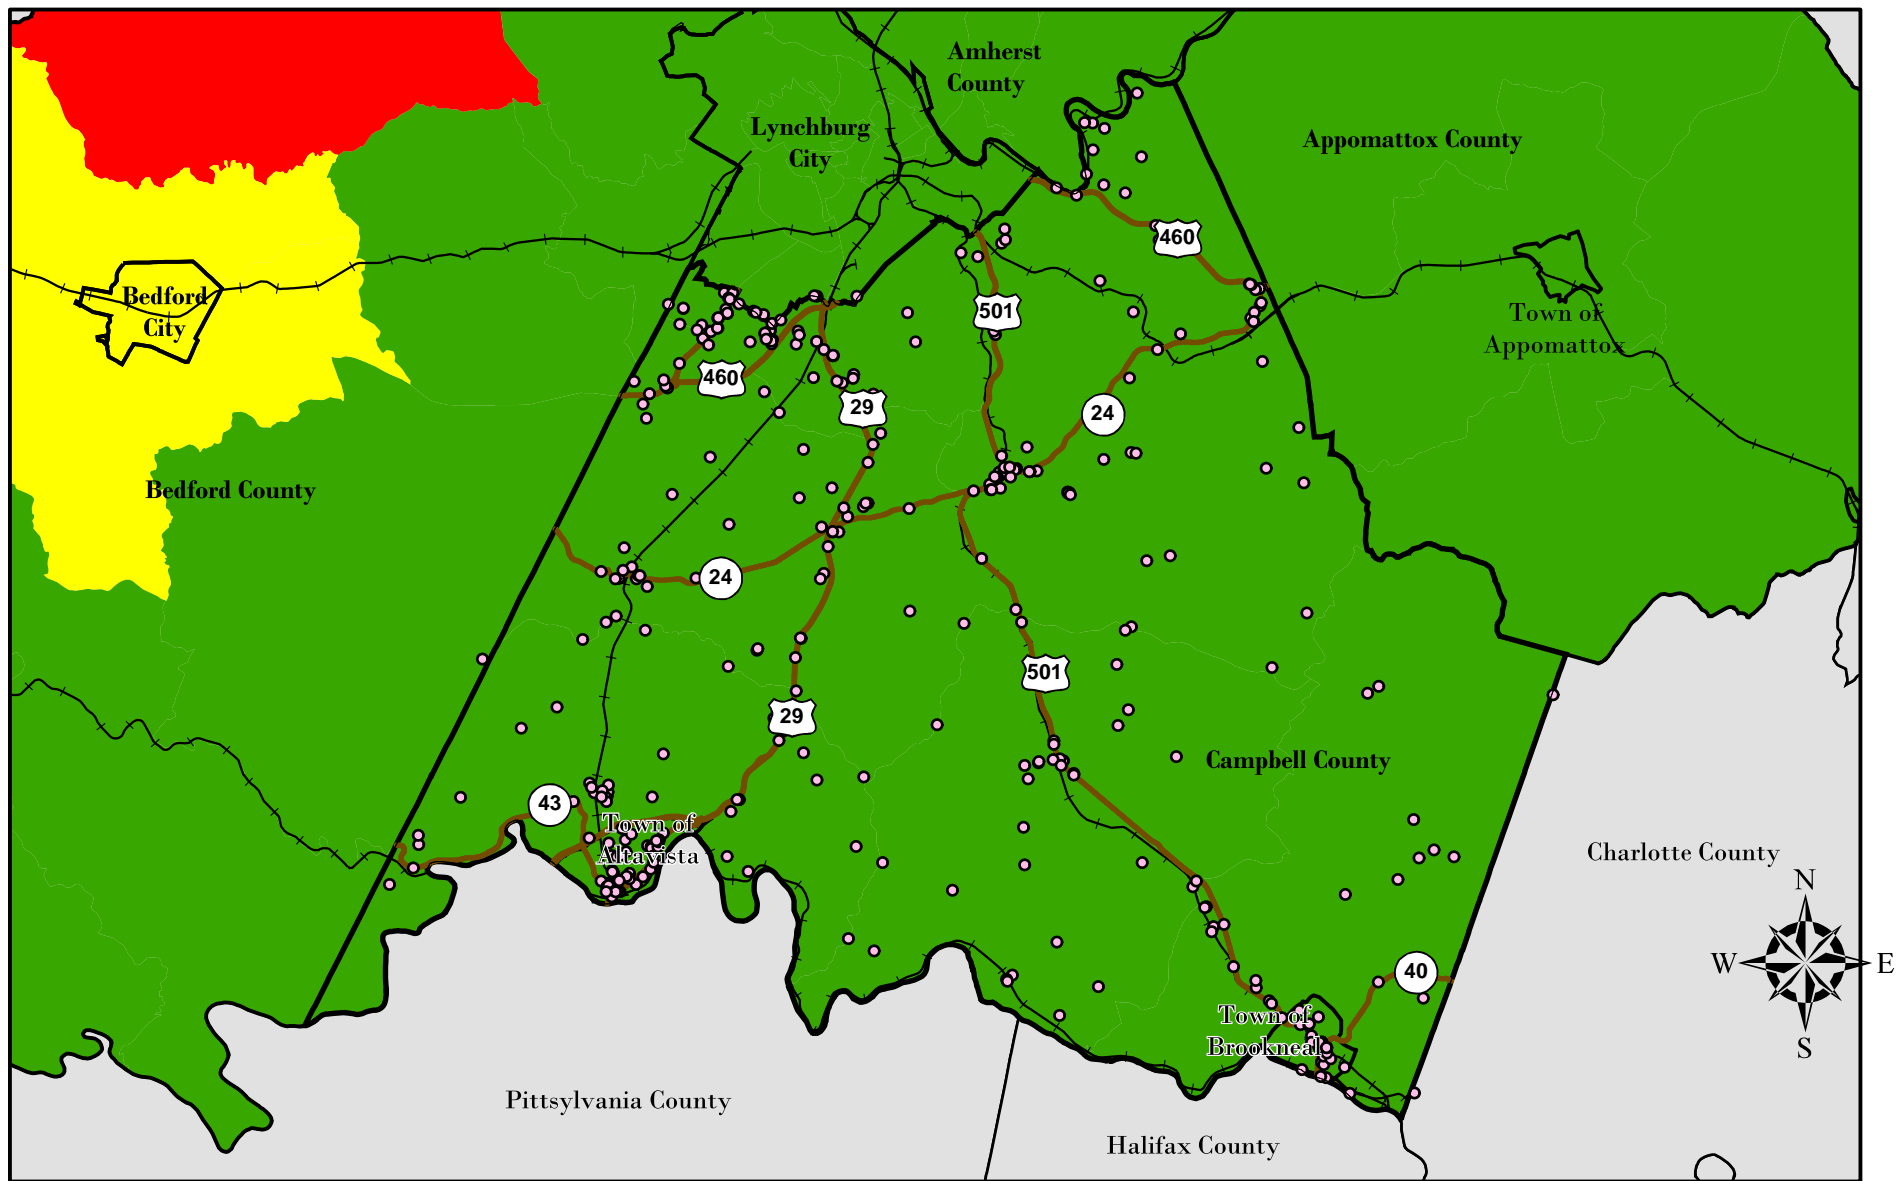 Amherst
County
Lynchburg
City
Appomattox County
460
Bedford
City
501
Town of
Appomattox
460
29
24
Bedford County
24
501
29
Campbell County
43
Town of
Altavista
Charlotte County
N
W
E
S
40
Town of
Brookneal
Pittsylvania County
Halifax County